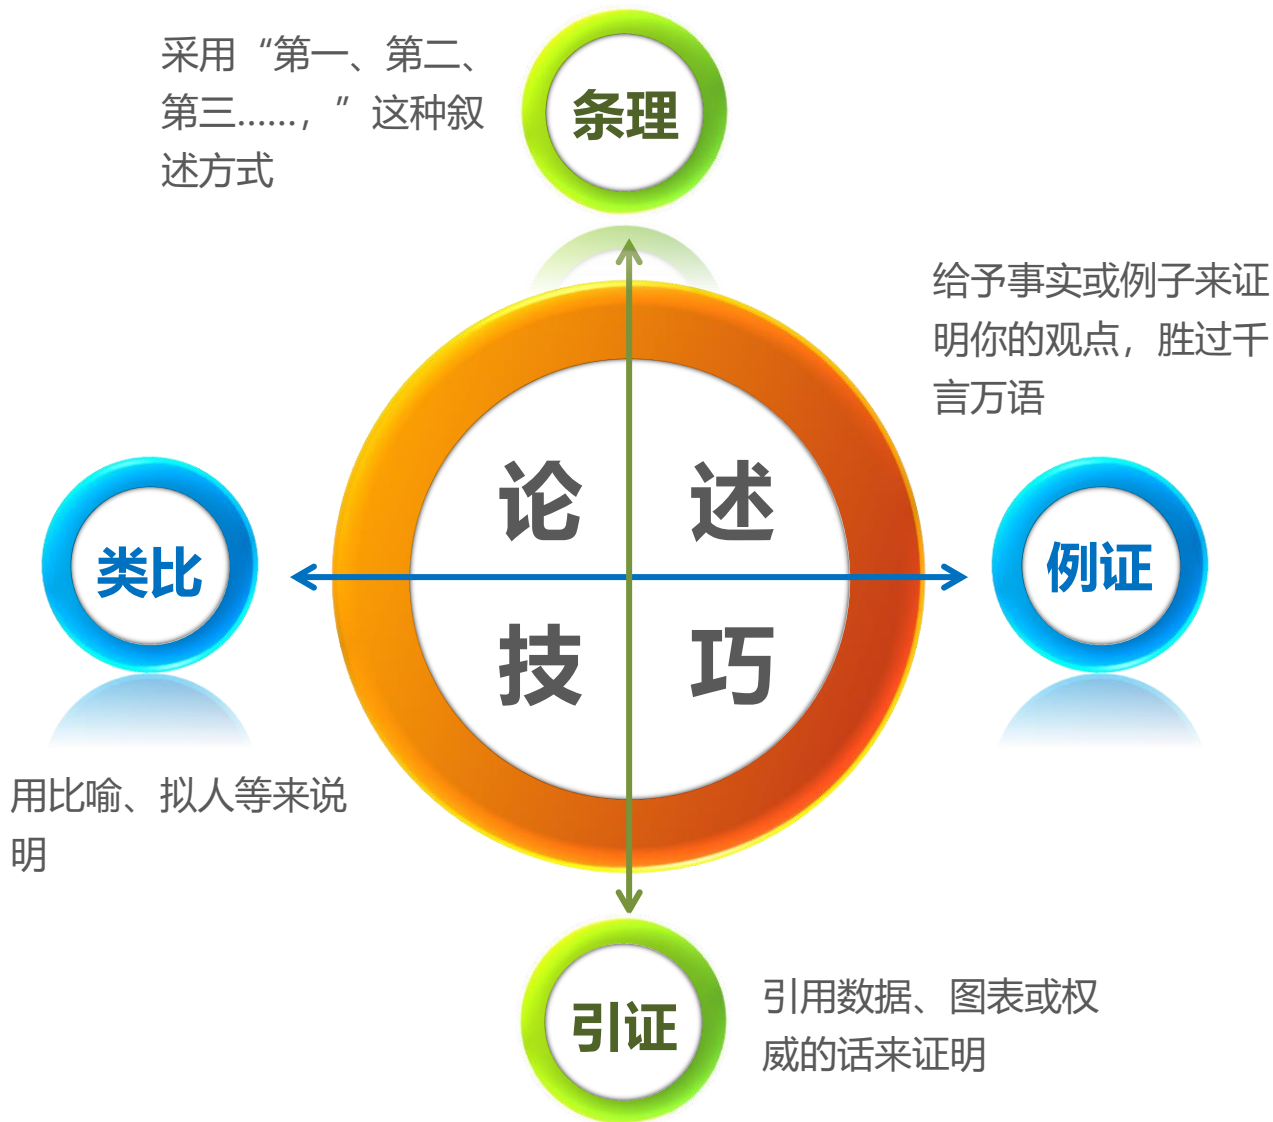 采用“第一、第二、
第三......，”这种叙
述方式
条理
给予事实或例子来证
明你的观点，胜过千
言万语
论 述
技 巧
类比
例证
用比喻、拟人等来说
明
引证
引用数据、图表或权
威的话来证明